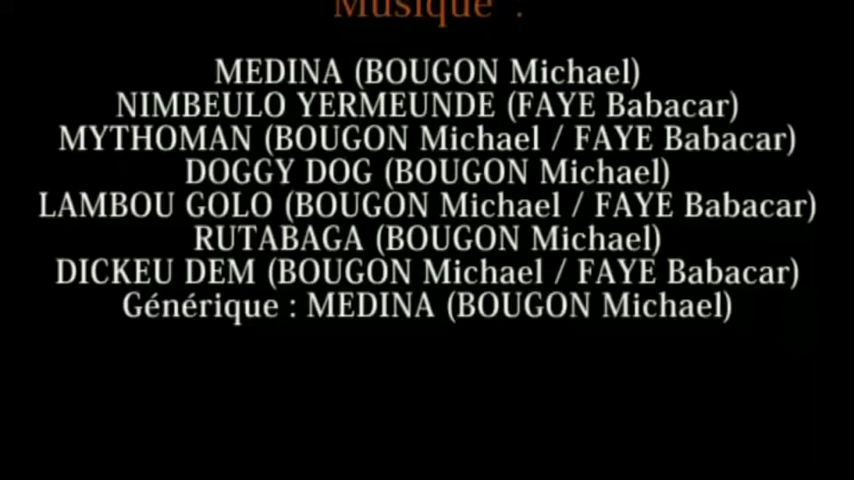 Musique :
MEDINA (BOUGON Michael)
NIMBEULO YERMEUNDE (FAYE Babacar)
MYTHOMAN (BOUGON Michael / FAYE Babacar)
DOGGY DOG (BOUGON Michael)
LAMBOU GOLO (BOUGON Michael / FAYE Babacar)
RUTABAGA (BOUGON Michael)
DICKEU DEM (BOUGON Michael / FAYE Babacar)
Générique : MEDINA (BOUGON Michael)